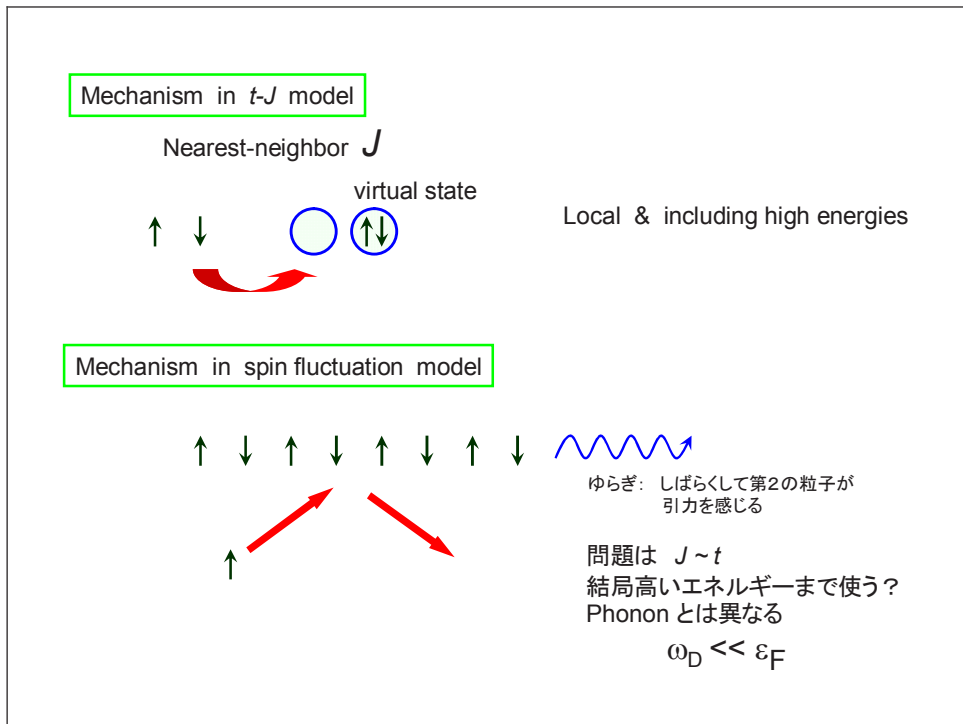 Mechanism in t-J model
Nearest-neighbor J
virtual state
Local & including high energies
Mechanism in spin fluctuation model
ゆらぎ: しばらくして第2の粒子が
引力を感じる
問題は J ~ t
結局高いエネルギーまで使う?
Phonon とは異なる
ω_D << ε_F